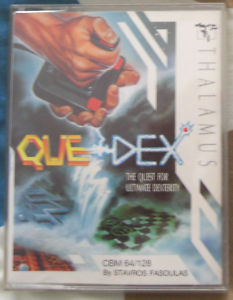 THALAMUS
QUE-DEX
THE QUEST FOR
ULTIMATE DEXTERITY
CBM 64/128
By STAVROS FASOULAS